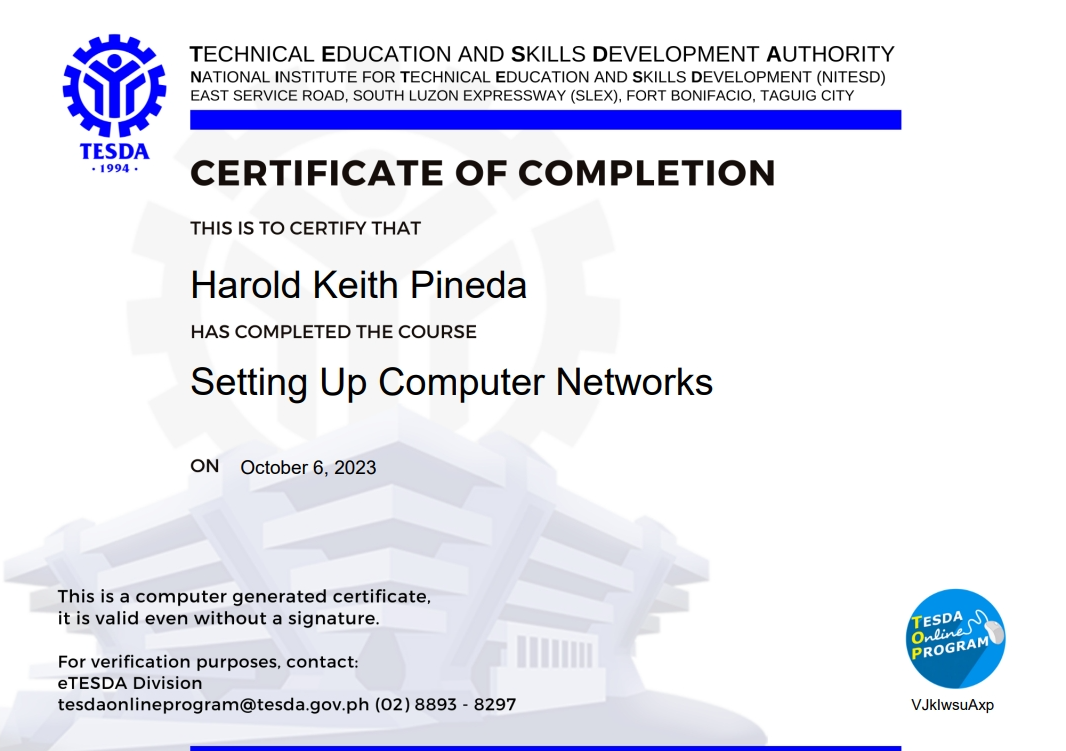 TECHNICAL EDUCATION AND SKILLS DEVELOPMENT AUTHORITY
NATIONAL INSTITUTE FOR TECHNICAL EDUCATION AND SKILLS DEVELOPMENT (NITESD)
EAST SERVICE ROAD, SOUTH LUZON EXPRESSWAY (SLEX), FORT BONIFACIO, TAGUIG CITY
TESDA
· 1994 ·
CERTIFICATE OF COMPLETION
THIS IS TO CERTIFY THAT
Harold Keith Pineda
HAS COMPLETED THE COURSE
Setting Up Computer Networks
ON October 6, 2023
This is a computer generated certificate,
it is valid even without a signature.
For verification purposes, contact:
eTESDA Division
tesdaonlineprogram@tesda.gov.ph (02) 8893 - 8297
TESDA
Online
PROGRAM
VJkIwsuAxp